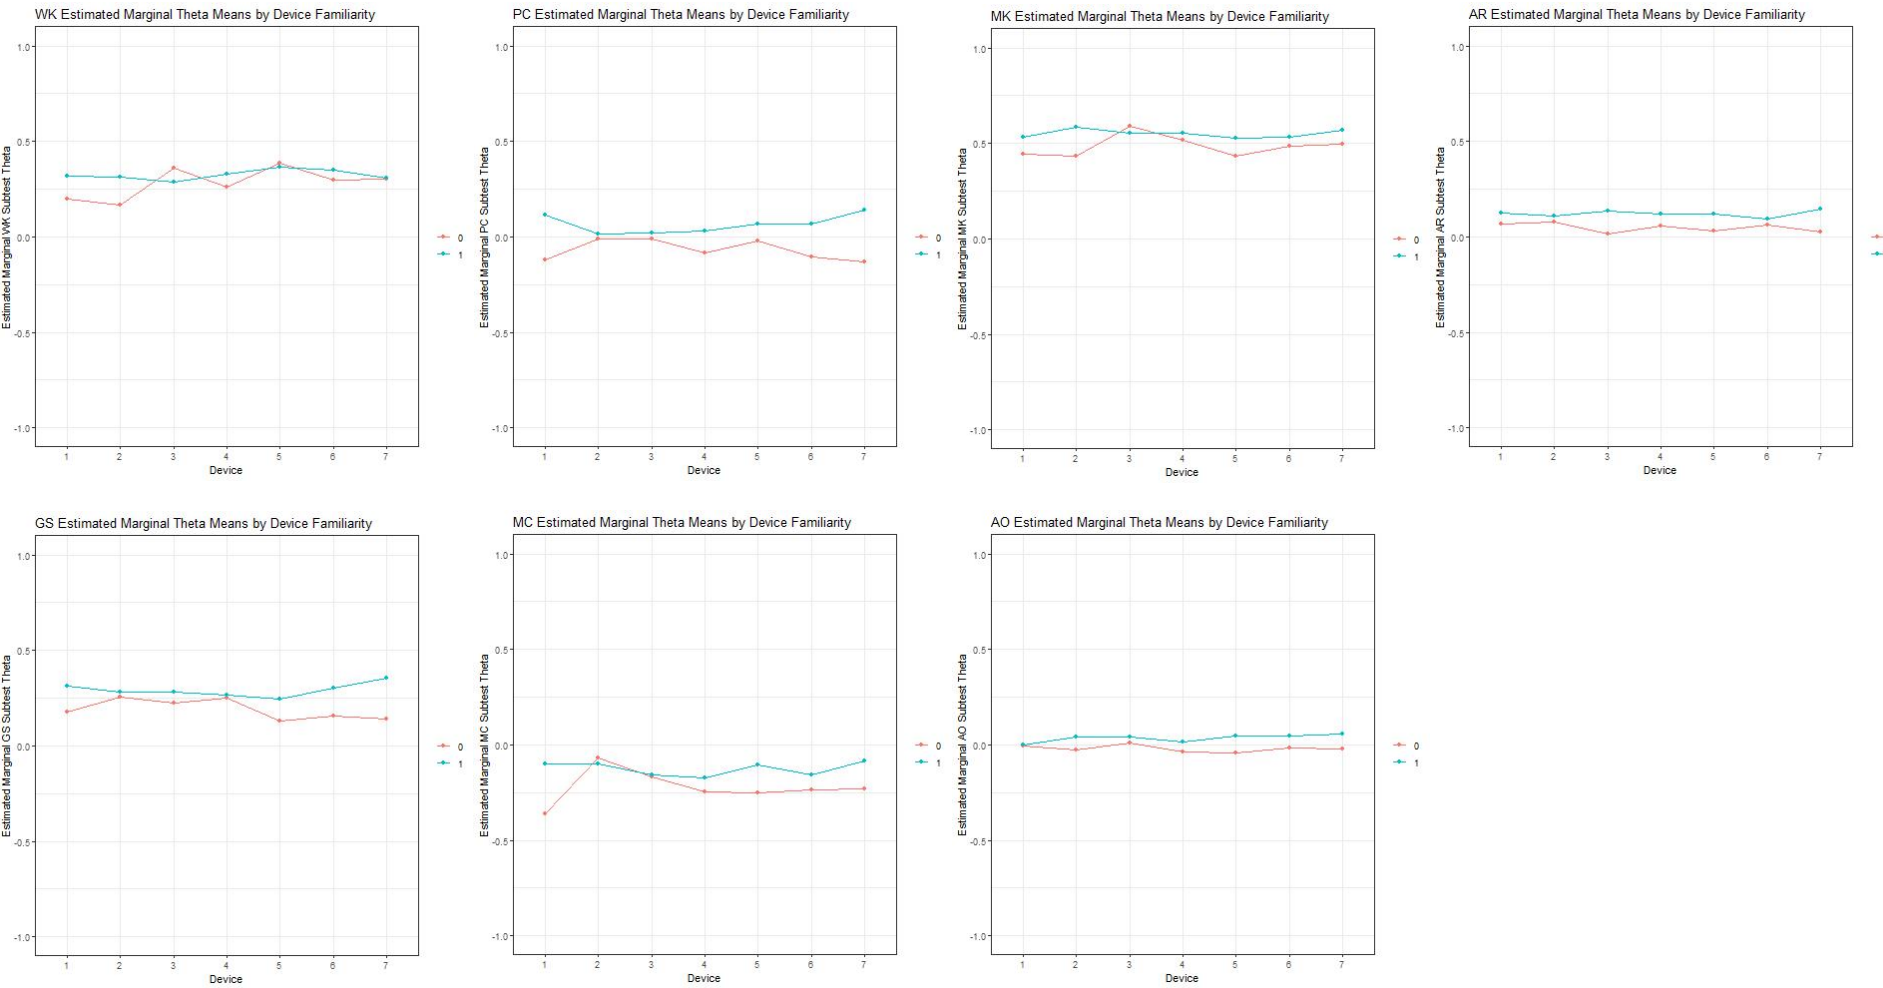 WK Estimated Marginal Theta Means by Device Familiarity
Estimated Marginal WK Subtest Theta
1.0
0.5
0.0
-0.5
-1.0
1 2 3 4 5 6 7
Device
0
1
PC Estimated Marginal Theta Means by Device Familiarity
Estimated Marginal PC Subtest Theta
1.0
0.5
0.0
-0.5
-1.0
1 2 3 4 5 6 7
Device
0
1
MK Estimated Marginal Theta Means by Device Familiarity
Estimated Marginal MK Subtest Theta
1.0
0.5
0.0
-0.5
-1.0
1 2 3 4 5 6 7
Device
0
1
AR Estimated Marginal Theta Means by Device Familiarity
Estimated Marginal AR Subtest Theta
1.0
0.5
0.0
-0.5
-1.0
1 2 3 4 5 6 7
Device
GS Estimated Marginal Theta Means by Device Familiarity
Estimated Marginal GS Subtest Theta
1.0
0.5
0.0
-0.5
-1.0
1 2 3 4 5 6 7
Device
0
1
MC Estimated Marginal Theta Means by Device Familiarity
Estimated Marginal MC Subtest Theta
1.0
0.5
0.0
-0.5
-1.0
1 2 3 4 5 6 7
Device
0
1
AO Estimated Marginal Theta Means by Device Familiarity
Estimated Marginal AO Subtest Theta
1.0
0.5
0.0
-0.5
-1.0
1 2 3 4 5 6 7
Device
0
1